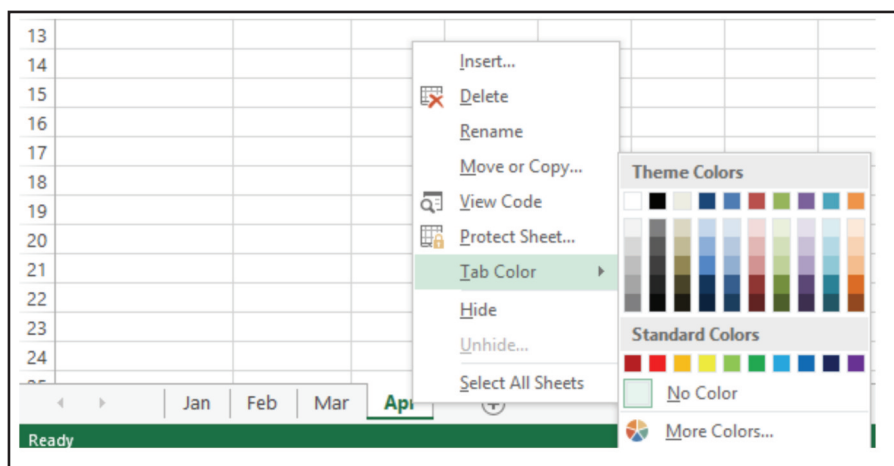 13
14
15
16
17
18
19
20
21
22
23
24
Insert...
Delete
Rename
Move or Copy...
View Code
Protect Sheet...
Tab Color
Hide
Unhide...
Select All Sheets
Theme Colors
Standard Colors
No Color
More Colors...
Jan Feb Mar Apr
Ready